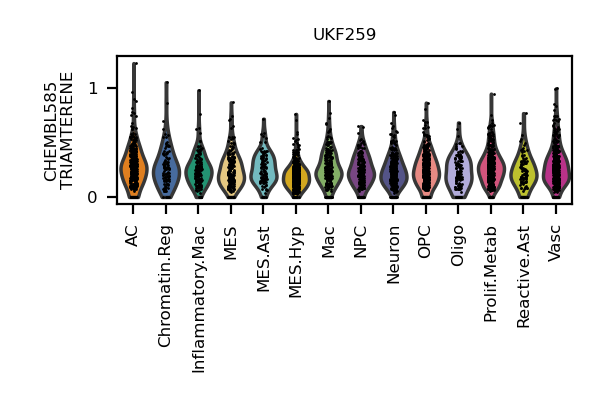 UKF259
CHEMBL585
TRIAMTERENE
1
0
AC
Chromatin.Reg
Inflammatory.Mac
MES
MES.Ast
MES.Hyp
Mac
NPC
Neuron
OPC
Oligo
Prolif.Metab
Reactive.Ast
Vasc